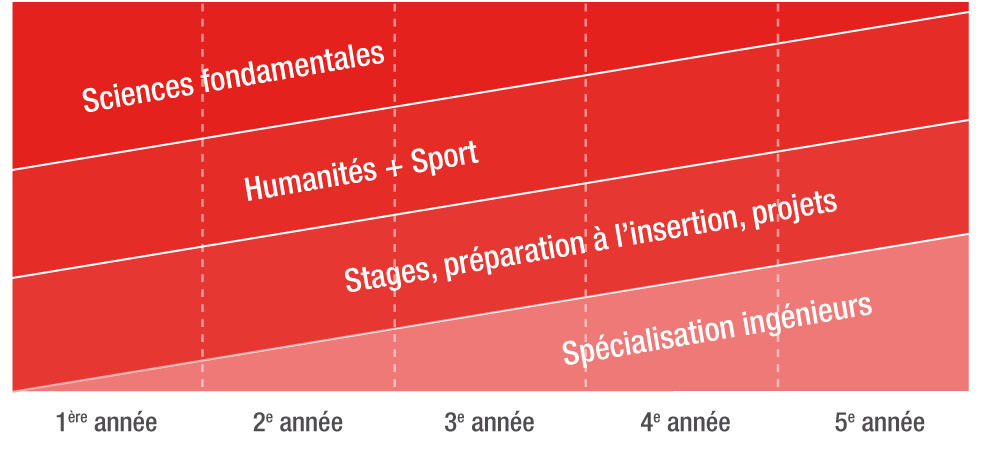 Sciences fondamentales
Humanités + Sport
Stages, préparation à l’insertion, projets
Spécialisation ingénieurs
1ère année
2e année
3e année
4e année
5e année